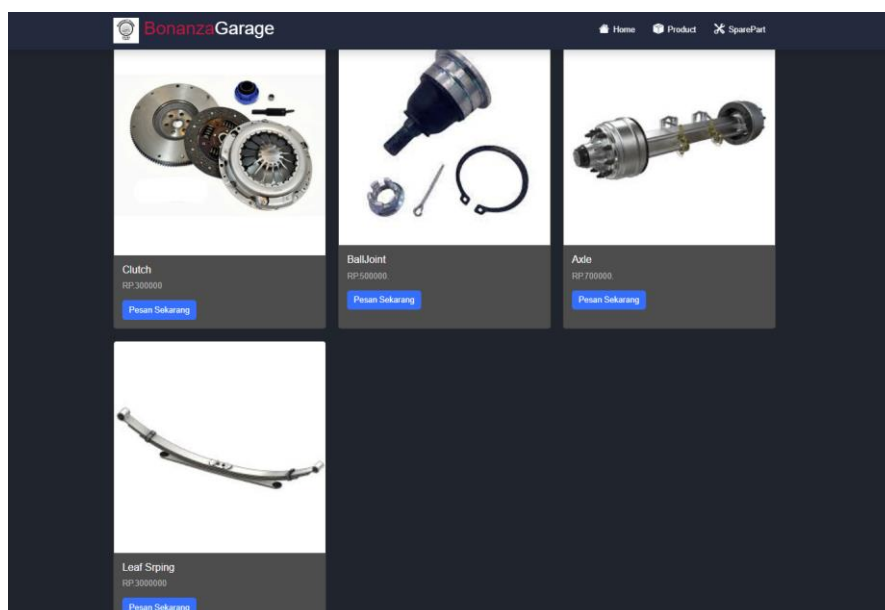 BonanzaGarage
Home
Product
SparePart
Clutch
RP.300000
Pesan Sekarang
BallJoint
RP.500000.
Pesan Sekarang
Axle
RP.700000.
Pesan Sekarang
Leaf Srping
RP.3000000
Pesan Sekarang